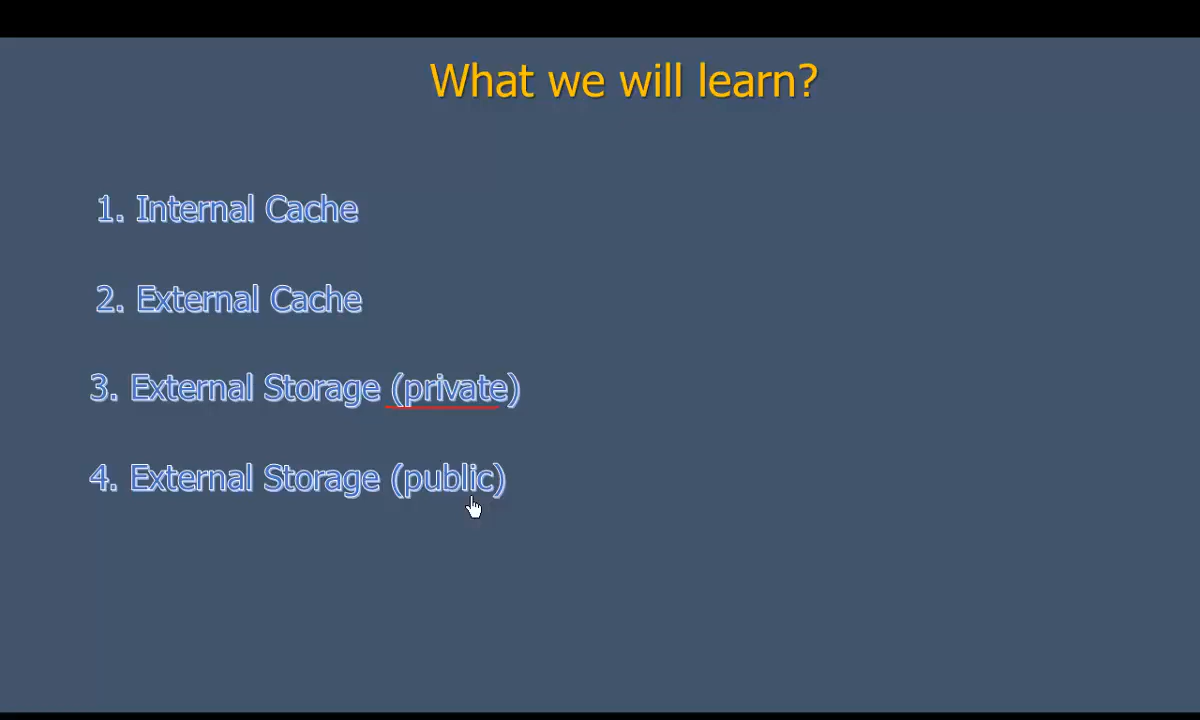 What we will learn?
1. Internal Cache
2. External Cache
3. External Storage (private)
4. External Storage (public)